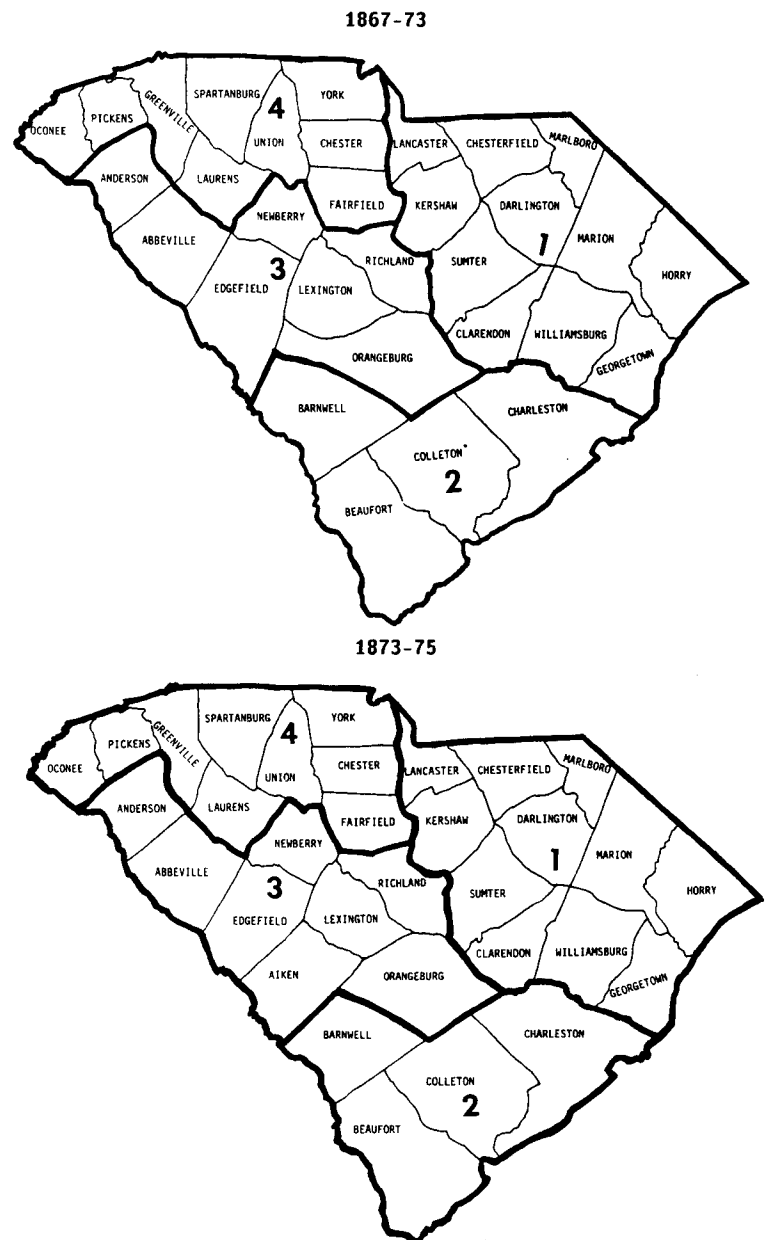 1867-73
SPARTANBURG
YORK
GREENVILLE
4
PICKENS
OCONEE
UNION
CHESTER
LANCASTER
CHESTERFIELD
MARLBORO
ANDERSON
LAURENS
FAIRFIELD
KERSHAW
DARLINGTON
NEWBERRY
ABBEVILLE
1
MARION
RICHLAND
SUMTER
3
EDGEFIELD
LEXINGTON
HORRY
CLARENDON
WILLIAMSBURG
ORANGEBURG
GEORGETOWN
BARNWELL
CHARLESTON
COLLETON
2
BEAUFORT
1873-75
SPARTANBURG
YORK
GREENVILLE
4
PICKENS
OCONEE
UNION
CHESTER
LANCASTER
CHESTERFIELD
MARLBORO
ANDERSON
LAURENS
FAIRFIELD
KERSHAW
DARLINGTON
NEWBERRY
1
MARION
ABBEVILLE
3
RICHLAND
SUMTER
HORRY
EDGEFIELD
LEXINGTON
CLARENDON
WILLIAMSBURG
AIKEN
ORANGEBURG
GEORGETOWN
BARNWELL
CHARLESTON
COLLETON
2
BEAUFORT